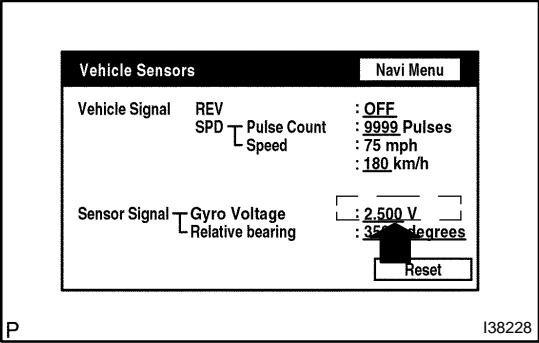 Vehicle Sensors Navi Menu
Vehicle Signal REV : OFF
SPD Pulse Count : 9999 Pulses
Speed : 75 mph
: 180 km/h
Sensor Signal Gyro Voltage : 2.500 V
Relative bearing : degrees
Reset
P I38228